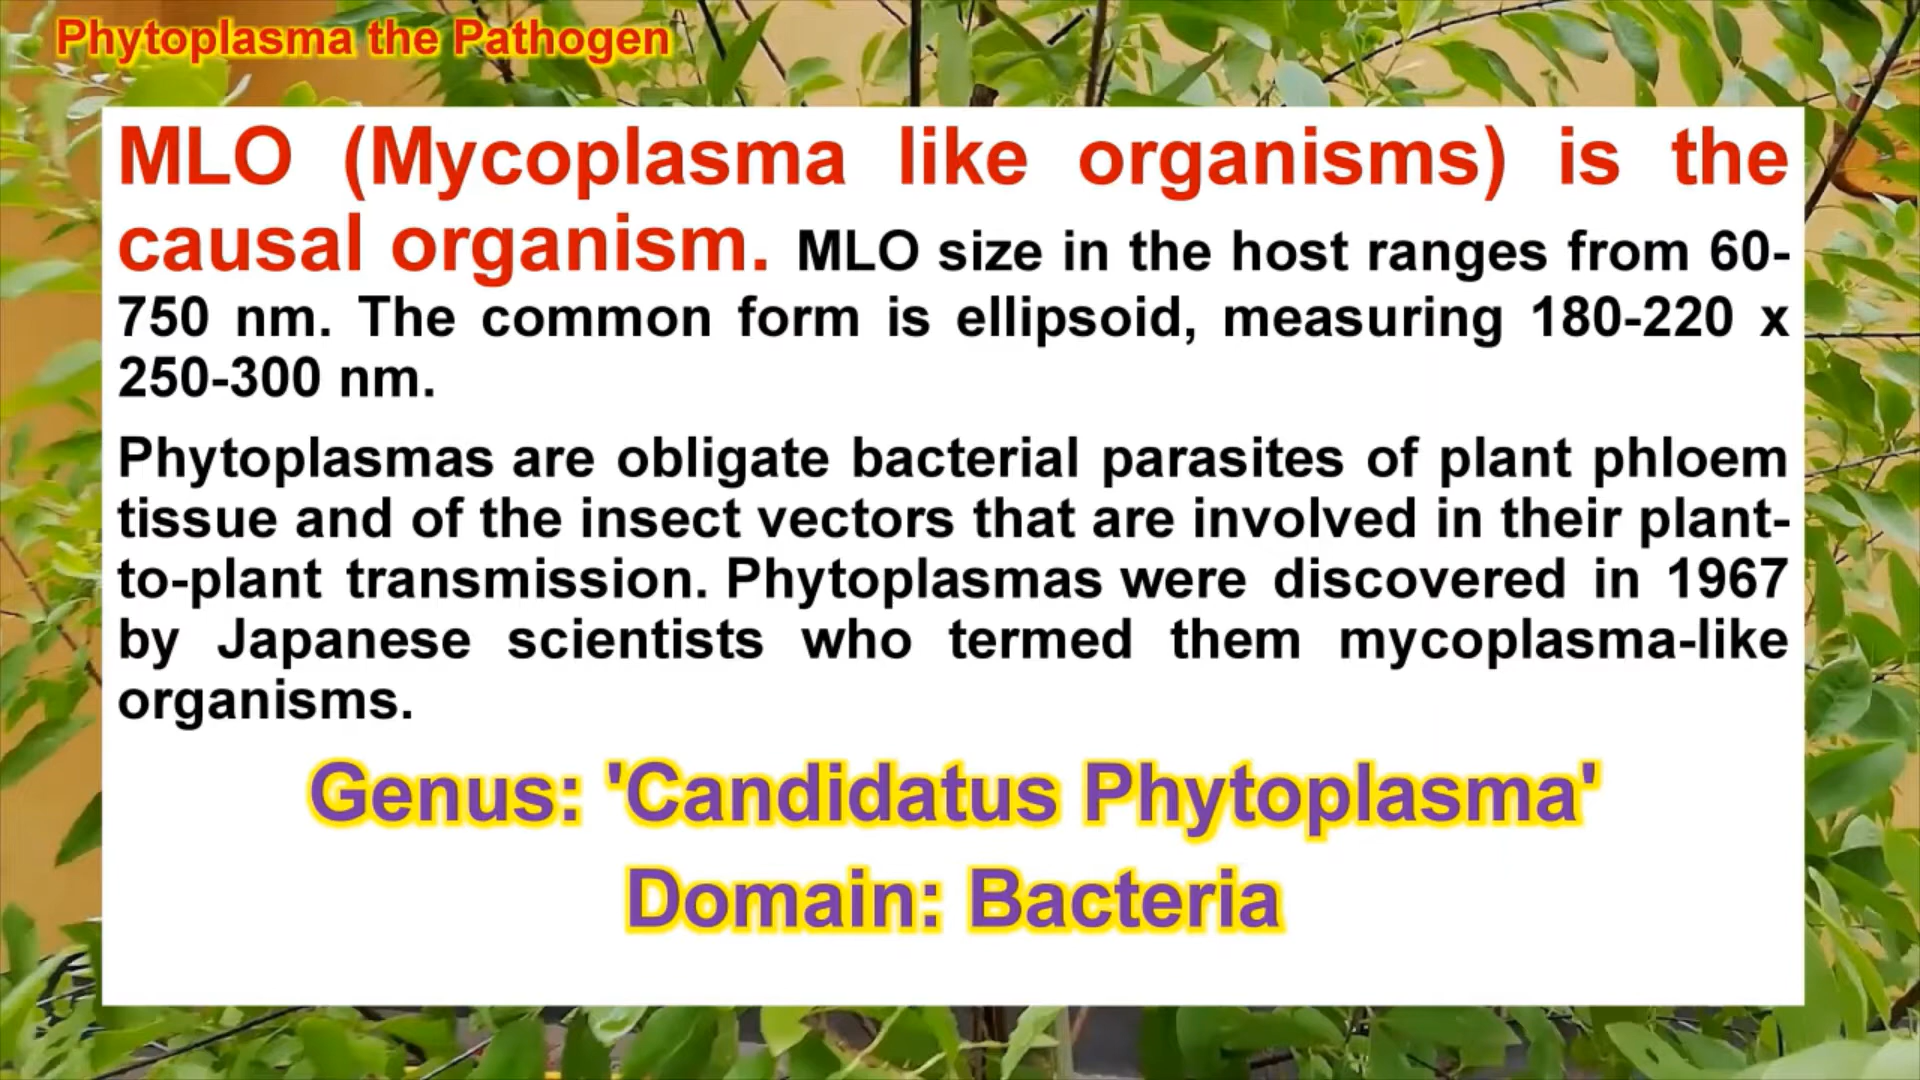 Phytoplasma the Pathogen
MLO (Mycoplasma like organisms) is the
causal organism. MLO size in the host ranges from 60-
750 nm. The common form is ellipsoid, measuring 180-220 x
250-300 nm.
Phytoplasmas are obligate bacterial parasites of plant phloem
tissue and of the insect vectors that are involved in their plant-
to-plant transmission. Phytoplasmas were discovered in 1967
by Japanese scientists who termed them mycoplasma-like
organisms.
Genus: 'Candidatus Phytoplasma'
Domain: Bacteria